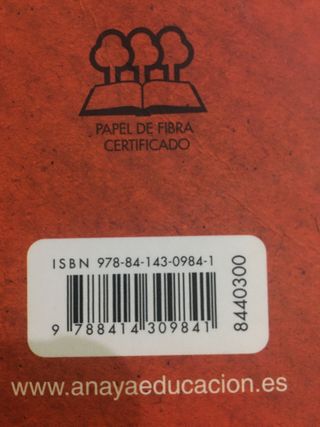 PAPEL DE FIBRA
CERTIFICADO
ISBN 978-84-143-0984-1
9 788414 309841
8440300
www.anayaeducacion.es